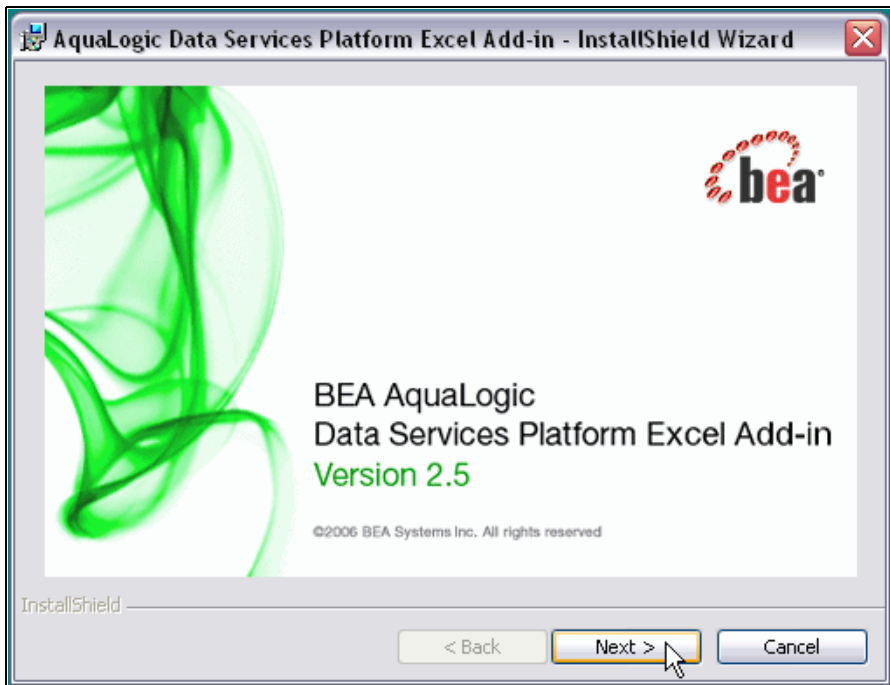 AquaLogic Data Services Platform Excel Add-in - InstallShield Wizard
bea
BEA AquaLogic
Data Services Platform Excel Add-in
Version 2.5
©2006 BEA Systems Inc. All rights reserved
InstallShield
< Back
Next >
Cancel